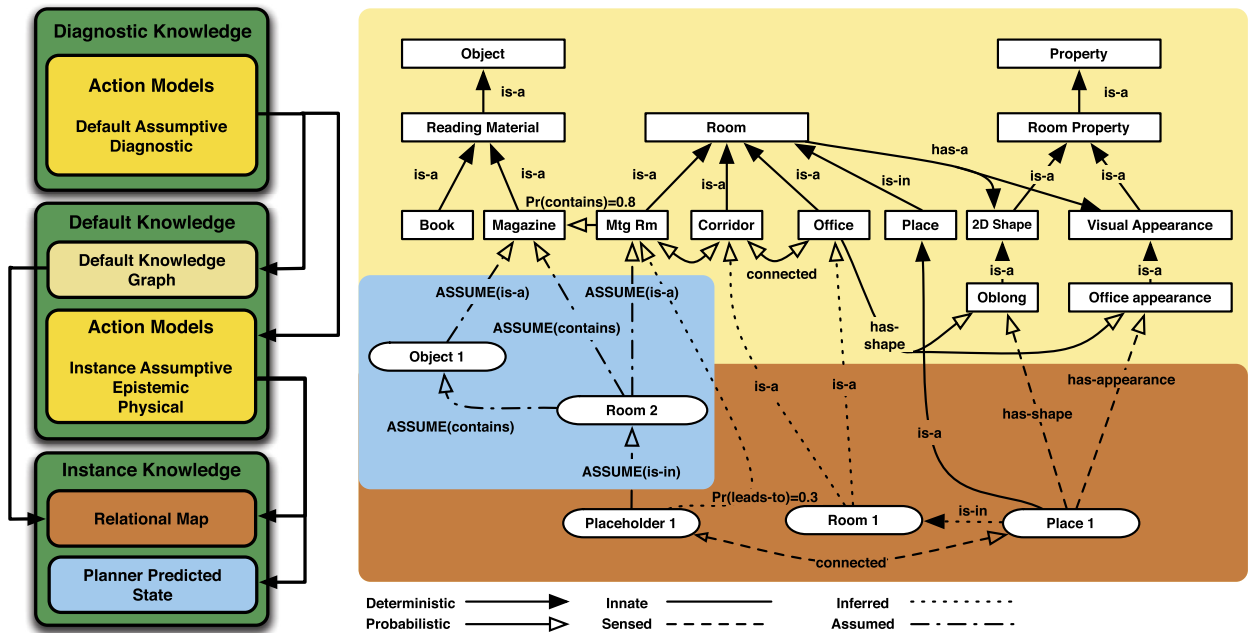 Diagnostic Knowledge
Action Models
Default Assumptive
Diagnostic
Default Knowledge
Default Knowledge
Graph
Action Models
Instance Assumptive
Epistemic
Physical
Instance Knowledge
Relational Map
Planner Predicted
State
Object
Property
is-a
is-a
Reading Material
Room
Room Property
has-a
is-a
is-a
is-a
is-a
is-a
is-in
is-a
is-a
Pr(contains)=0.8
Book
Magazine
Mtg Rm
Corridor
Office
Place
2D Shape
Visual Appearance
connected
is-a
is-a
ASSUME(is-a)
ASSUME(is-a)
Oblong
Office appearance
ASSUME(contains)
has-
shape
Object 1
is-a
is-a
has-appearance
Room 2
has-shape
ASSUME(contains)
is-a
ASSUME(is-in)
Pr(leads-to)=0.3
Placeholder 1
Room 1
is-in
Place 1
connected
Deterministic
Innate
Inferred
Probabilistic
Sensed
Assumed